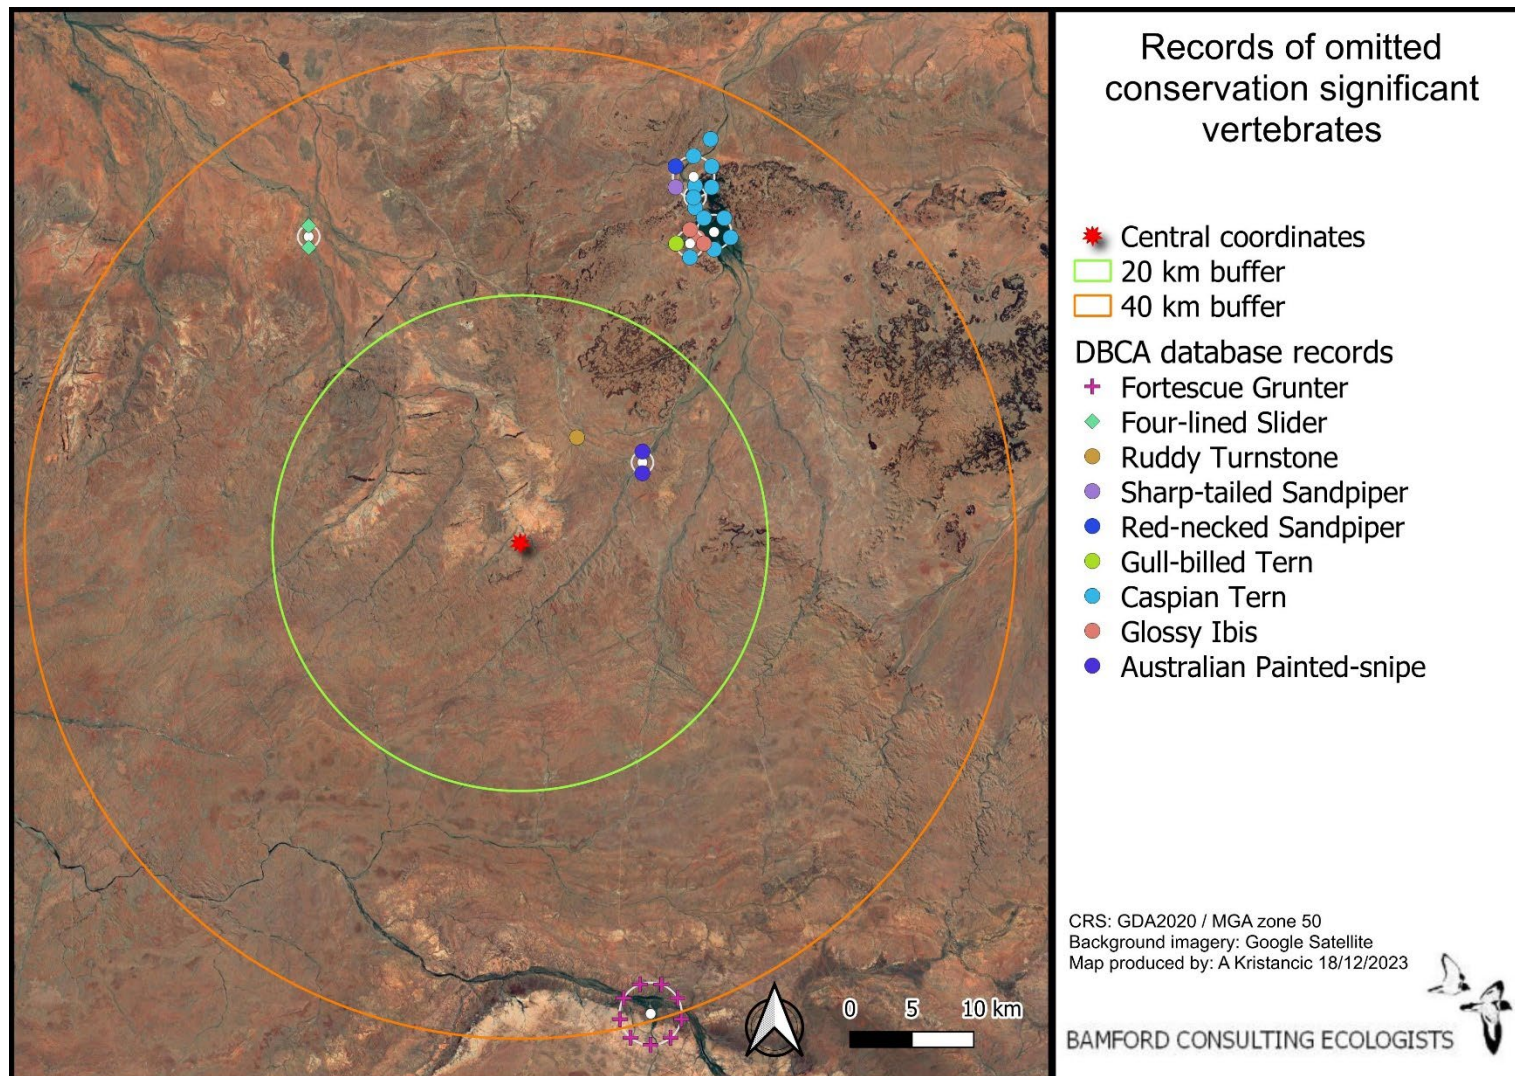 Records of omitted
conservation significant
vertebrates
Central coordinates
20 km buffer
40 km buffer
DBCA database records
Fortescue Grunter
Four-lined Slider
Ruddy Turnstone
Sharp-tailed Sandpiper
Red-necked Sandpiper
Gull-billed Tern
Caspian Tern
Glossy Ibis
Australian Painted-snipe
CRS: GDA2020 / MGA zone 50
Background imagery: Google Satellite
Map produced by: A Kristancic 18/12/2023
BAMFORD CONSULTING ECOLOGISTS
0 5 10 km